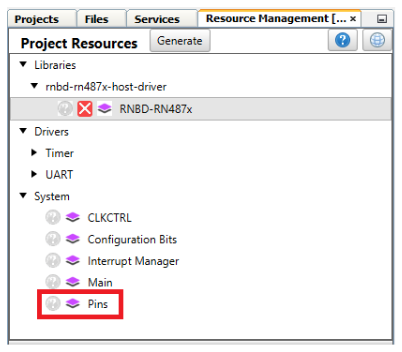 Projects Files Services Resource Management [... ×
Project Resources Generate
Libraries
rnbd-rn487x-host-driver
RNBD-RN487x
Drivers
Timer
UART
System
CLKCTRL
Configuration Bits
Interrupt Manager
Main
Pins